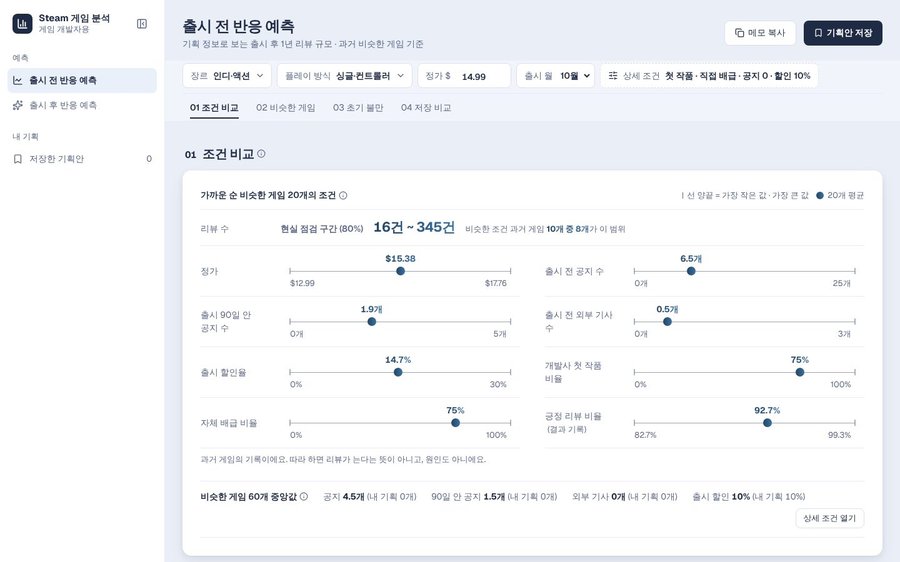 Steam 게임 분석
게임 개발자용
예측
출시 전 반응 예측
출시 후 반응 예측
내 기획
저장한 기획안 0
출시 전 반응 예측
기획 정보로 보는 출시 후 1년 리뷰 규모 · 과거 비슷한 게임 기준
메모 복사
기획안 저장
장르 인디·액션
플레이 방식 싱글·컨트롤러
정가 $ 14.99
출시 월 10월
상세 조건 첫 작품 · 직접 배급 · 공지 0 · 할인 10%
01 조건 비교 02 비슷한 게임 03 초기 불만 04 저장 비교
01 조건 비교
가까운 순 비슷한 게임 20개의 조건
선 양끝 = 가장 작은 값 · 가장 큰 값 20개 평균
리뷰 수 현실 점검 구간 (80%) 16건 ~ 345건 비슷한 조건 과거 게임 10개 중 8개가 이 범위
정가
$15.38
$12.99 $17.76
출시 전 공지 수
6.5개
0개 25개
출시 90일 안
공지 수
1.9개
0개 5개
출시 전 외부 기사
수
0.5개
0개 3개
출시 할인율
14.7%
0% 30%
개발사 첫 작품
비율
75%
0% 100%
자체 배급 비율
75%
0% 100%
긍정 리뷰 비율
(결과 기록)
92.7%
82.7% 99.3%
과거 게임의 기록이에요. 따라 하면 리뷰가 는다는 뜻이 아니고, 원인도 아니에요.
비슷한 게임 60개 중앙값 공지 4.5개 (내 기획 0개) 90일 안 공지 1.5개 (내 기획 0개) 외부 기사 0개 (내 기획 0개) 출시 할인 10% (내 기획 10%)
상세 조건 열기